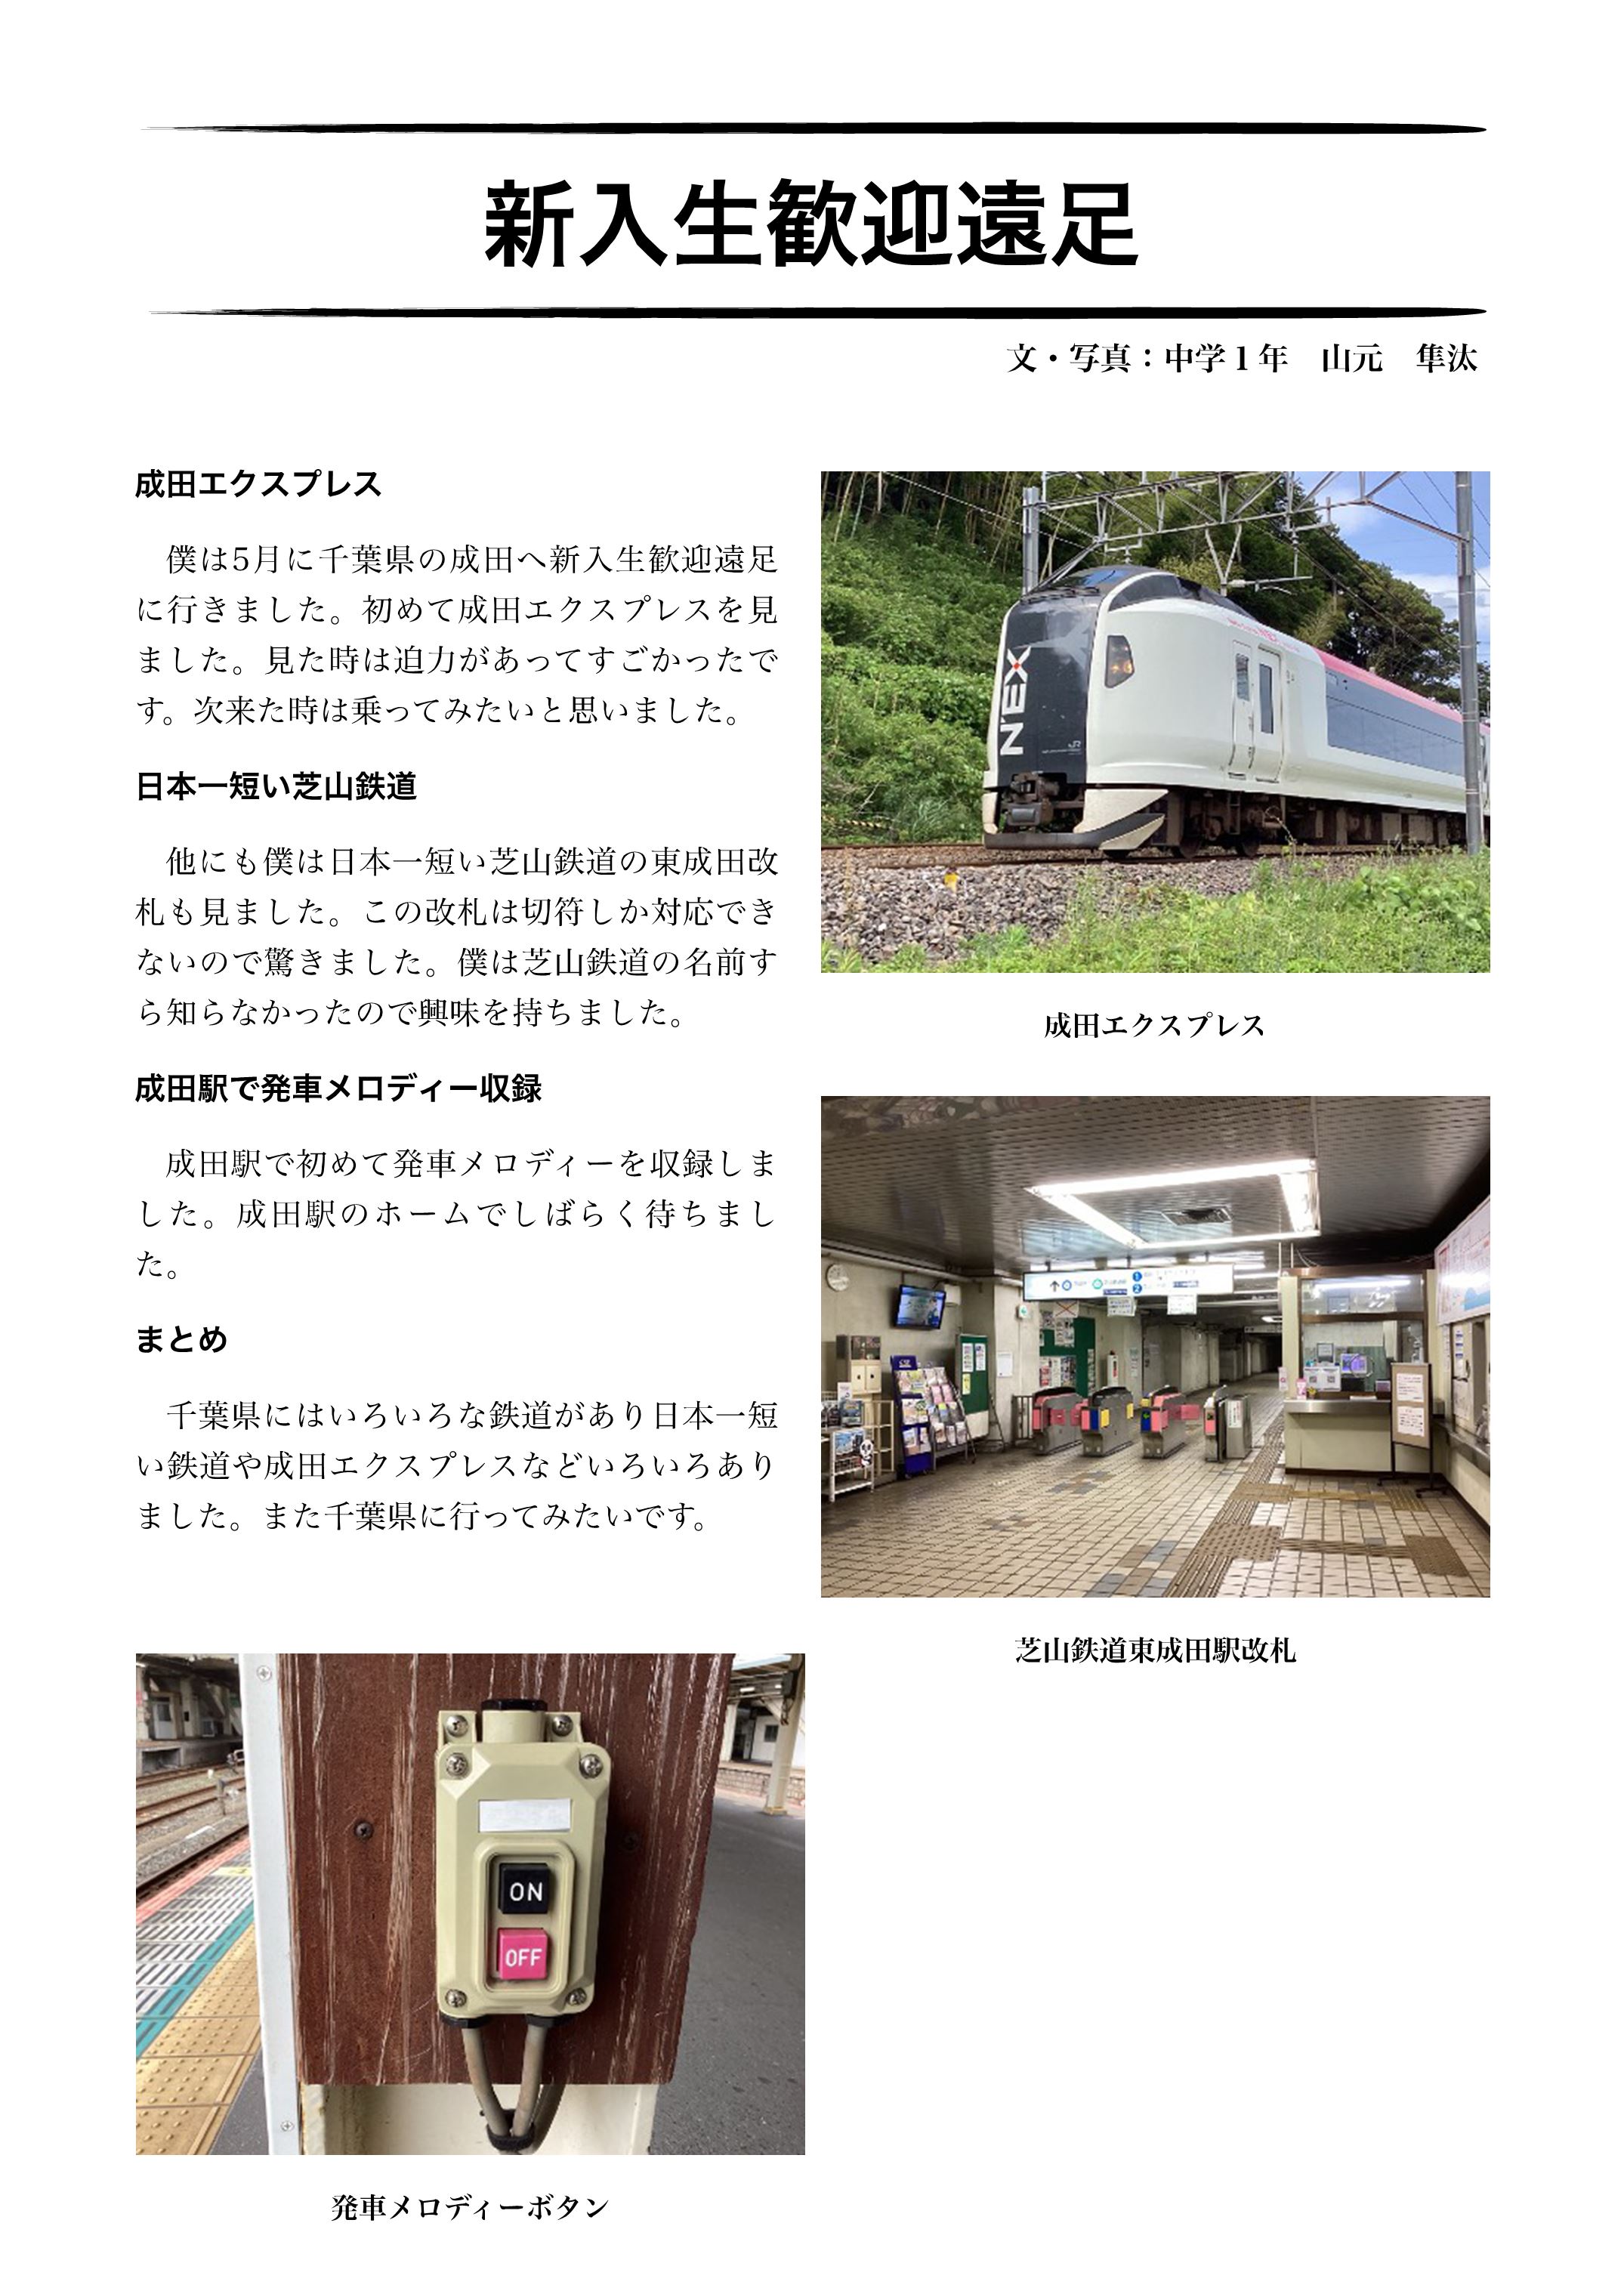 新入生歓迎遠足
文・写真：中学１年　山元　隼汰
成田エクスプレス
　僕は5月に千葉県の成田へ新入生歓迎遠足
に行きました。初めて成田エクスプレスを見
ました。見た時は迫力があってすごかったで
す。次来た時は乗ってみたいと思いました。
日本一短い芝山鉄道
　他にも僕は日本一短い芝山鉄道の東成田改
札も見ました。この改札は切符しか対応でき
ないので驚きました。僕は芝山鉄道の名前す
ら知らなかったので興味を持ちました。
成田駅で発車メロディー収録
　成田駅で初めて発車メロディーを収録しま
した。成田駅のホームでしばらく待ちまし
た。
まとめ
　千葉県にはいろいろな鉄道があり日本一短
い鉄道や成田エクスプレスなどいろいろあり
ました。また千葉県に行ってみたいです。
NEX
JR
成田エクスプレス
芝山鉄道東成田駅改札
ON
OFF
発車メロディーボタン